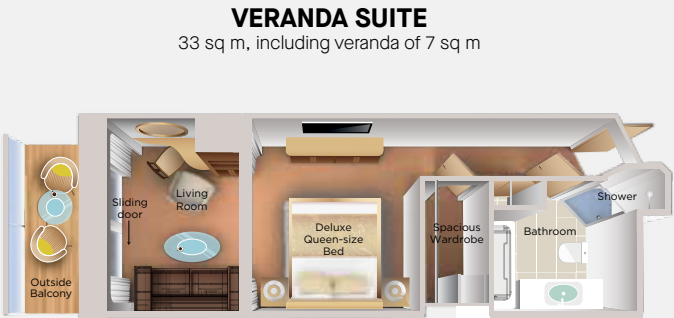 VERANDA SUITE
33 sq m, including veranda of 7 sq m
Sliding
door
Living
Room
Deluxe
Queen-size
Bed
Spacious
Wardrobe
Bathroom
Shower
Outside
Balcony